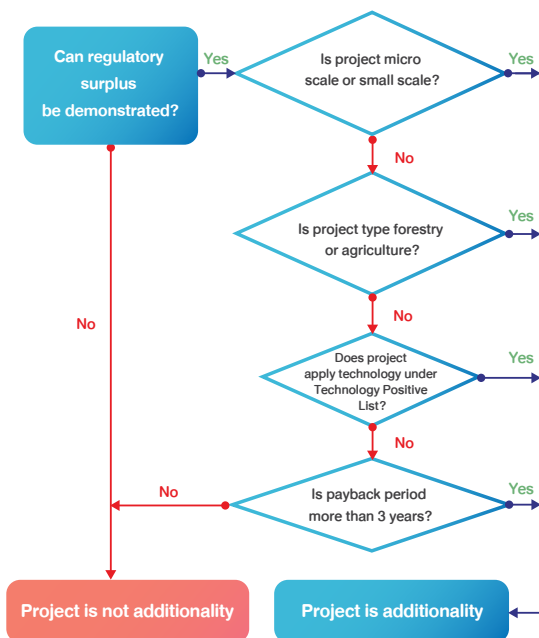 Can regulatory
surplus
be demonstrated?
Yes
Is project micro
scale or small scale?
Yes
No
Is project type forestry
or agriculture?
Yes
No
No
Does project
apply technology under
Technology Positive
List?
Yes
No
Is payback period
more than 3 years?
Yes
No
Project is not additionality
Project is additionality